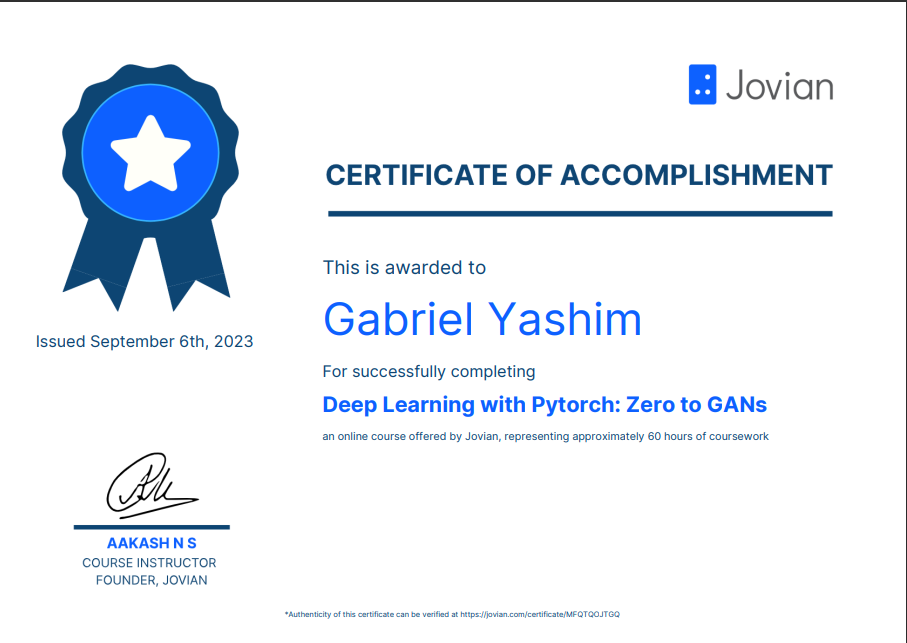 Jovian
CERTIFICATE OF ACCOMPLISHMENT
This is awarded to
Gabriel Yashim
For successfully completing
Deep Learning with Pytorch: Zero to GANs
an online course offered by Jovian, representing approximately 60 hours of coursework
Issued September 6th, 2023
AAKASH N S
COURSE INSTRUCTOR
FOUNDER, JOVIAN
*Authenticity of this certificate can be verified at https://jovian.com/certificate/MFQTQOJTGQ